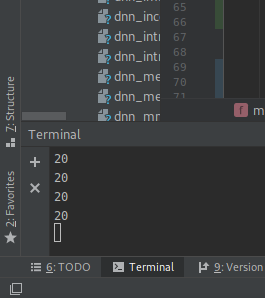 dnn_inc
dnn_intr
dnn_intr
dnn_me
dnn_me
65
66
67
68
69
70
71
f m
7: Structure
2: Favorites
Terminal
20
20
20
20
6: TODO
Terminal
9: Version